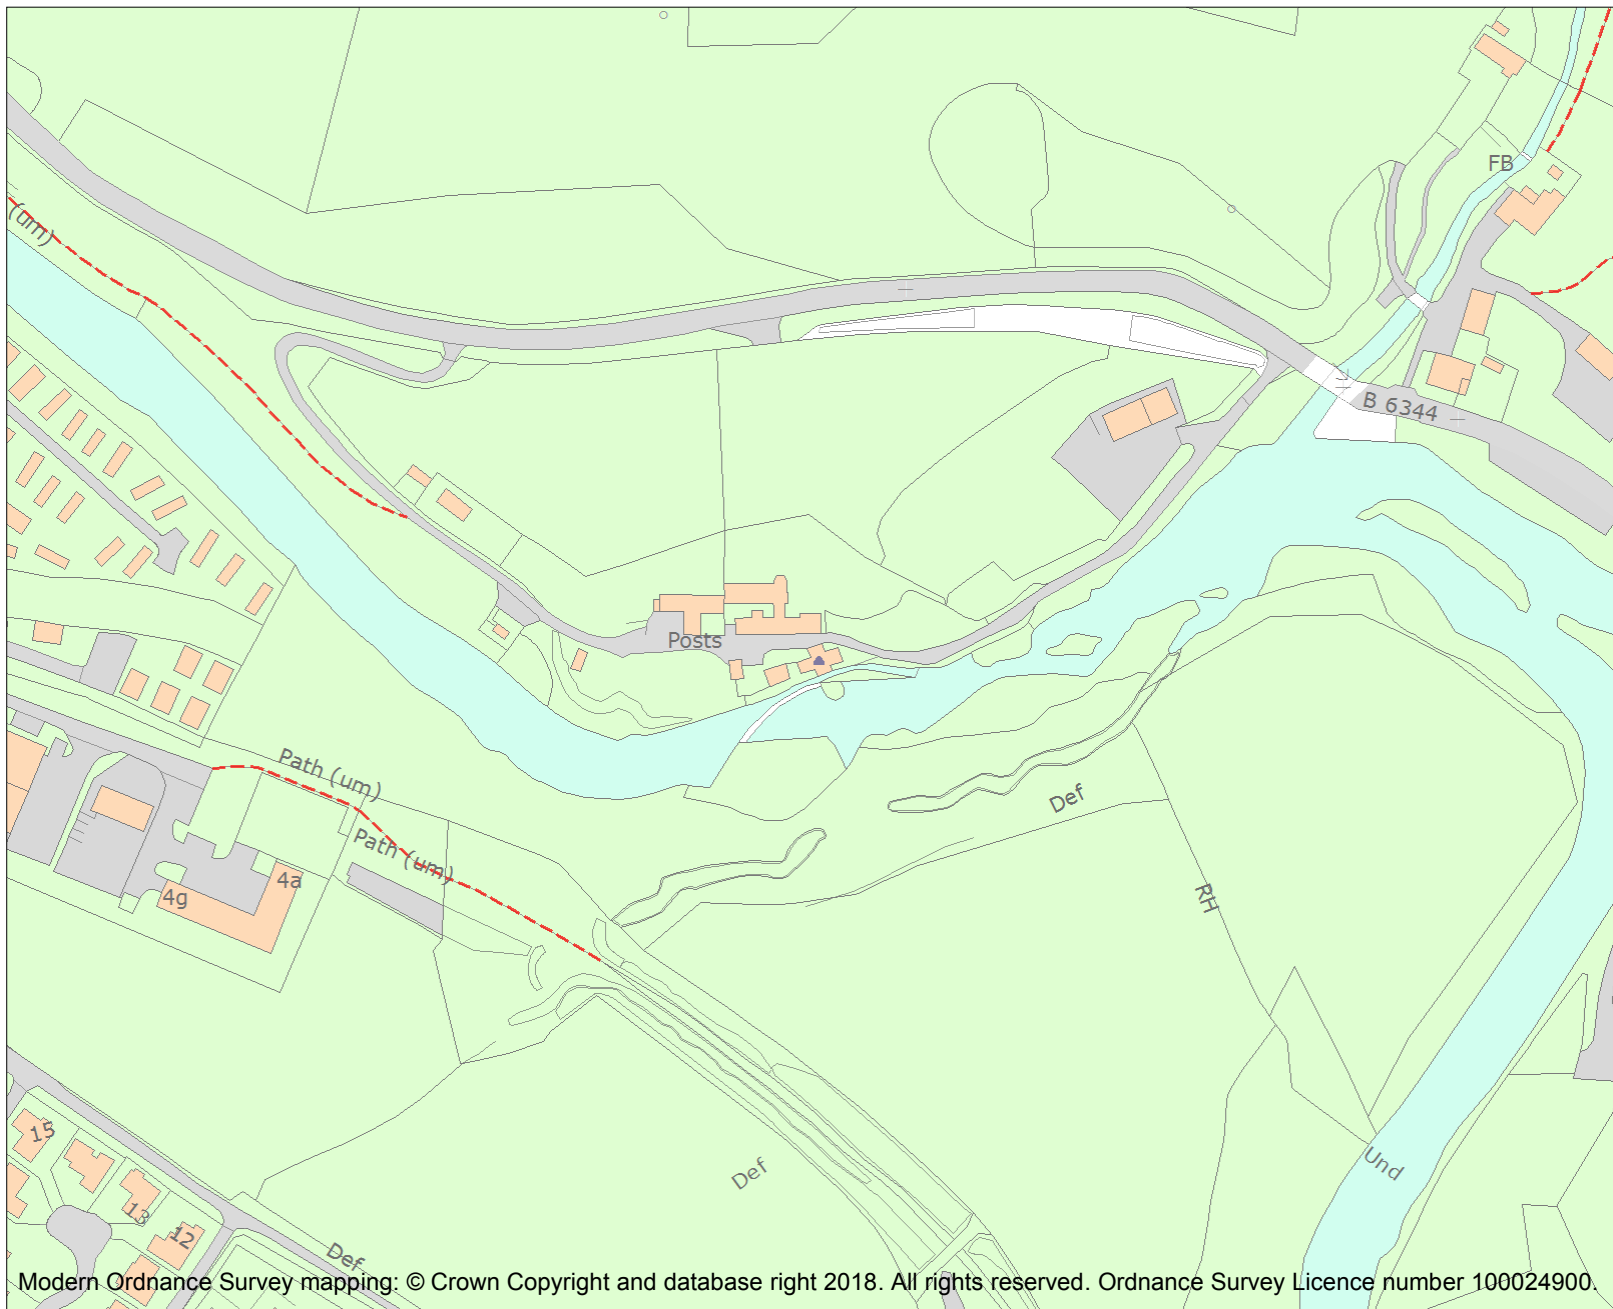 FB
(um)
B 6344
Posts
Path (um)
Def
Path (um)
4a
4g
RH
15
Und
Def
13
12
Def
Modern Ordnance Survey mapping: © Crown Copyright and database right 2018. All rights reserved. Ordnance Survey Licence number 100024900.